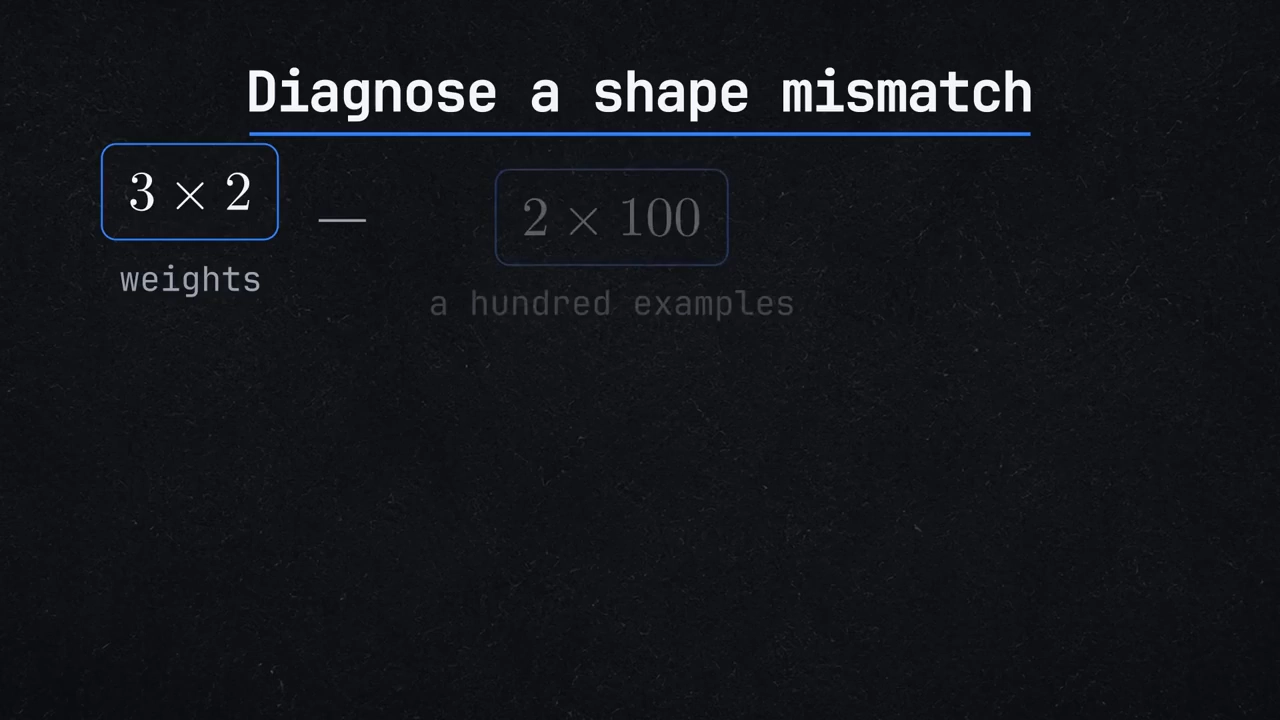 Diagnose a shape mismatch
3 × 2
weights
2 × 100
a hundred examples